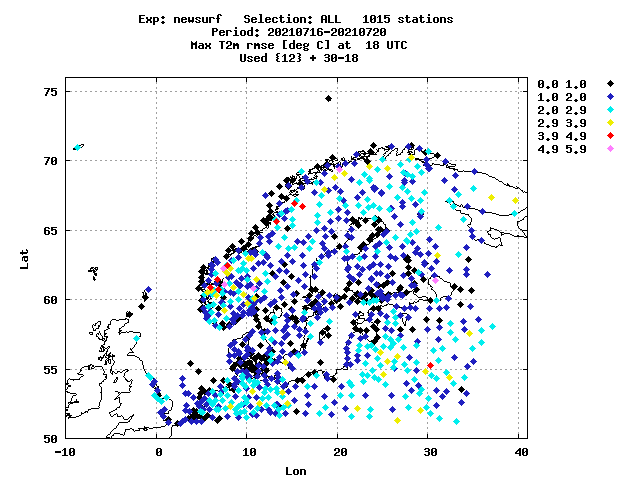 Exp: newsurf   Selection: ALL   1015 stations
Period: 20210716-20210720
Max T2m rmse [deg C] at  18 UTC
Used {12} + 30-18
0.0 1.0
1.0 2.0
2.0 2.9
2.9 3.9
3.9 4.9
4.9 5.9
75
70
65
60
55
50
Lat
-10 0 10 20 30 40
Lon